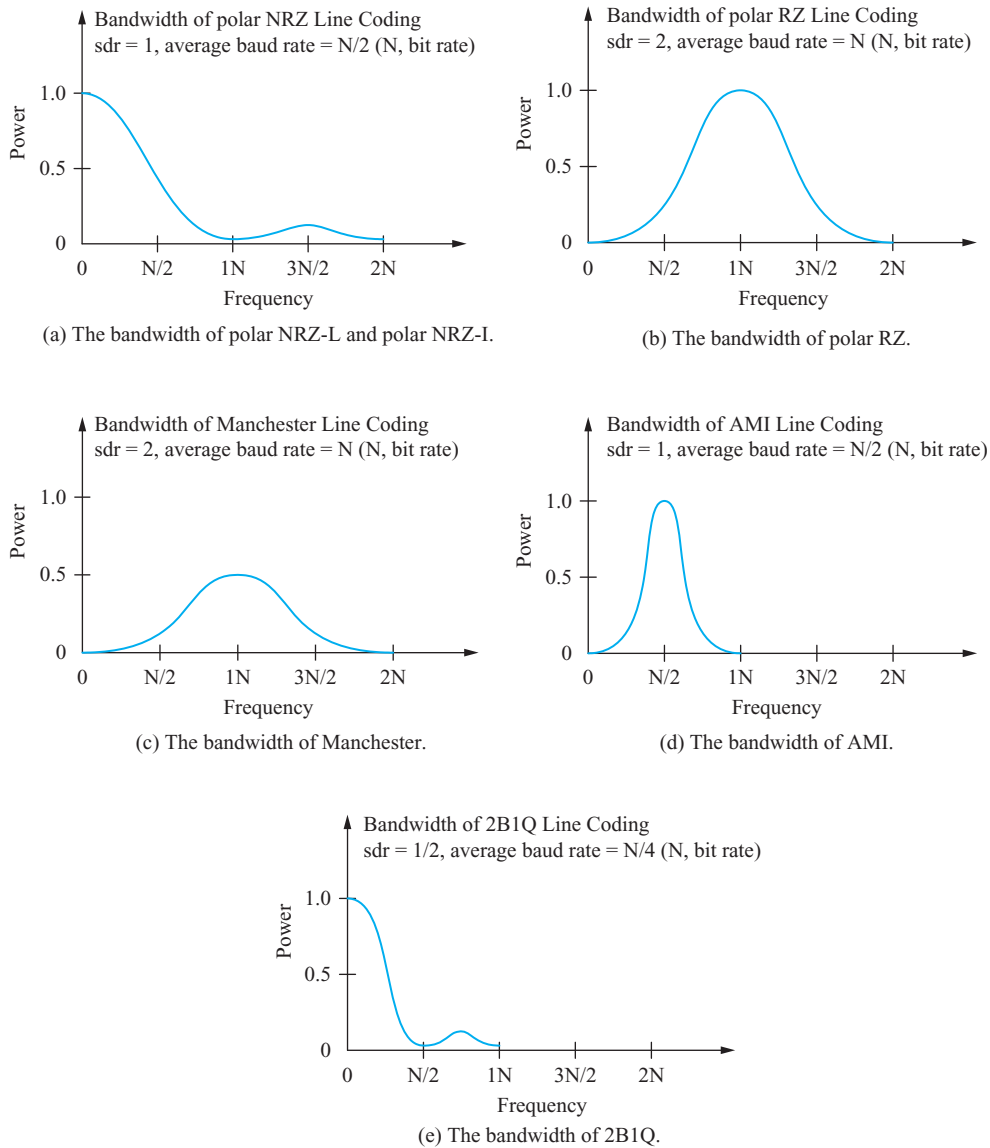 Bandwidth of polar NRZ Line Coding
sdr = 1, average baud rate = N/2 (N, bit rate)
Power
1.0
0.5
0
0
N/2
1N
3N/2
2N
Frequency
(a) The bandwidth of polar NRZ-L and polar NRZ-I.
Bandwidth of polar RZ Line Coding
sdr = 2, average baud rate = N (N, bit rate)
Power
1.0
0.5
0
0
N/2
1N
3N/2
2N
Frequency
(b) The bandwidth of polar RZ.
Bandwidth of Manchester Line Coding
sdr = 2, average baud rate = N (N, bit rate)
Power
1.0
0.5
0
0
N/2
1N
3N/2
2N
Frequency
(c) The bandwidth of Manchester.
Bandwidth of AMI Line Coding
sdr = 1, average baud rate = N/2 (N, bit rate)
Power
1.0
0.5
0
0
N/2
1N
3N/2
2N
Frequency
(d) The bandwidth of AMI.
Bandwidth of 2B1Q Line Coding
sdr = 1/2, average baud rate = N/4 (N, bit rate)
Power
1.0
0.5
0
0
N/2
1N
3N/2
2N
Frequency
(e) The bandwidth of 2B1Q.